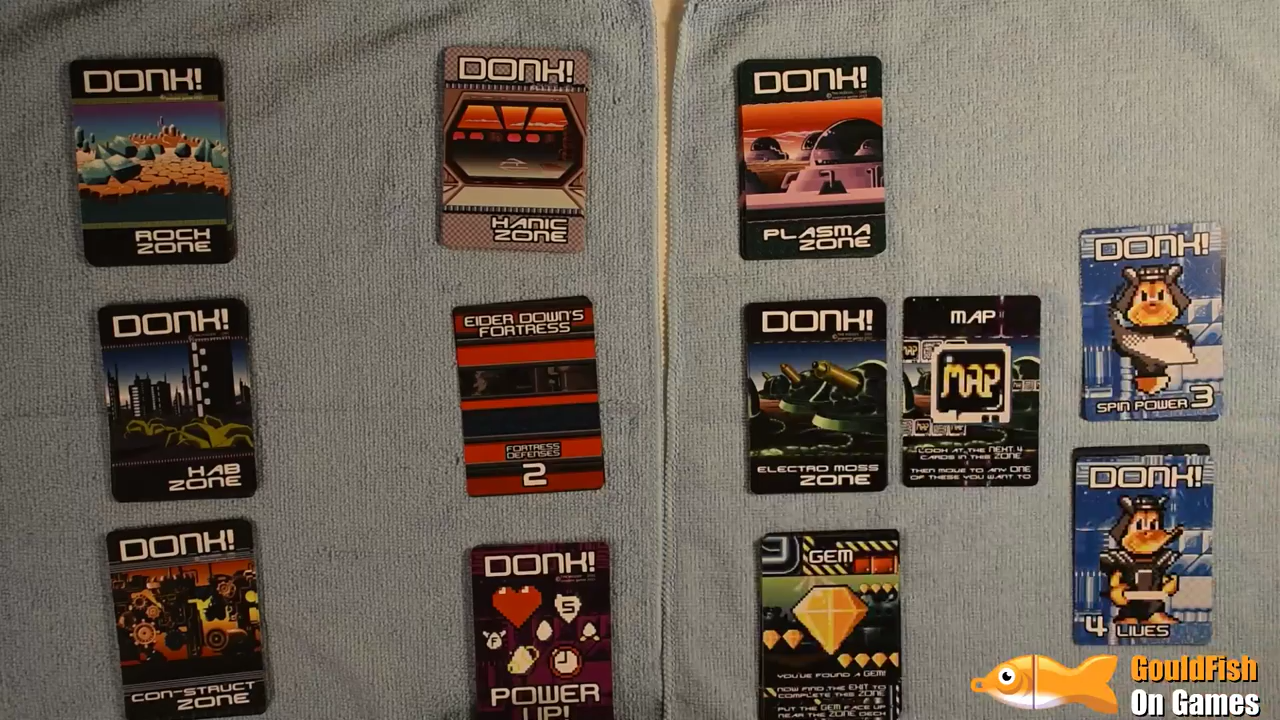 DONK!
ROCK
ZONE
DONK!
HANIC
ZONE
DONK!
PLASMA
ZONE
DONK!
SPIN POWER 3
DONK!
HAB
ZONE
EIDER DOWN'S
FORTRESS
FORTRESS
DEFENSES
2
DONK!
ELECTRO MOSS
ZONE
MAP
MAP
LOOK AT THE NEXT 4
CARDS IN THIS ZONE
THEN MOVE TO ANY ONE
OF THESE YOU WANT TO
DONK!
4 LIVES
DONK!
CON-STRUCT
ZONE
DONK!
S
F
POWER
UP!
GEM
YOU'VE FOUND A GEM!
NOW FIND THE EXIT TO
COMPLETE THIS ZONE
PUT THE GEM FACE UP
NEAR THE ZONE DECK
GouldFish
On Games